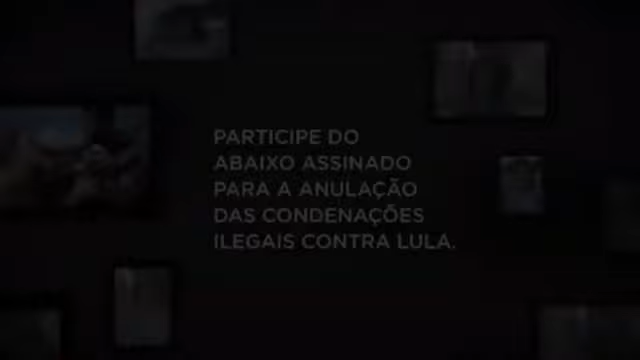 PARTICIPE DO
ABAIXO ASSINADO
PARA A ANULAÇÃO
DAS CONDENAÇÕES
ILEGAIS CONTRA LULA.